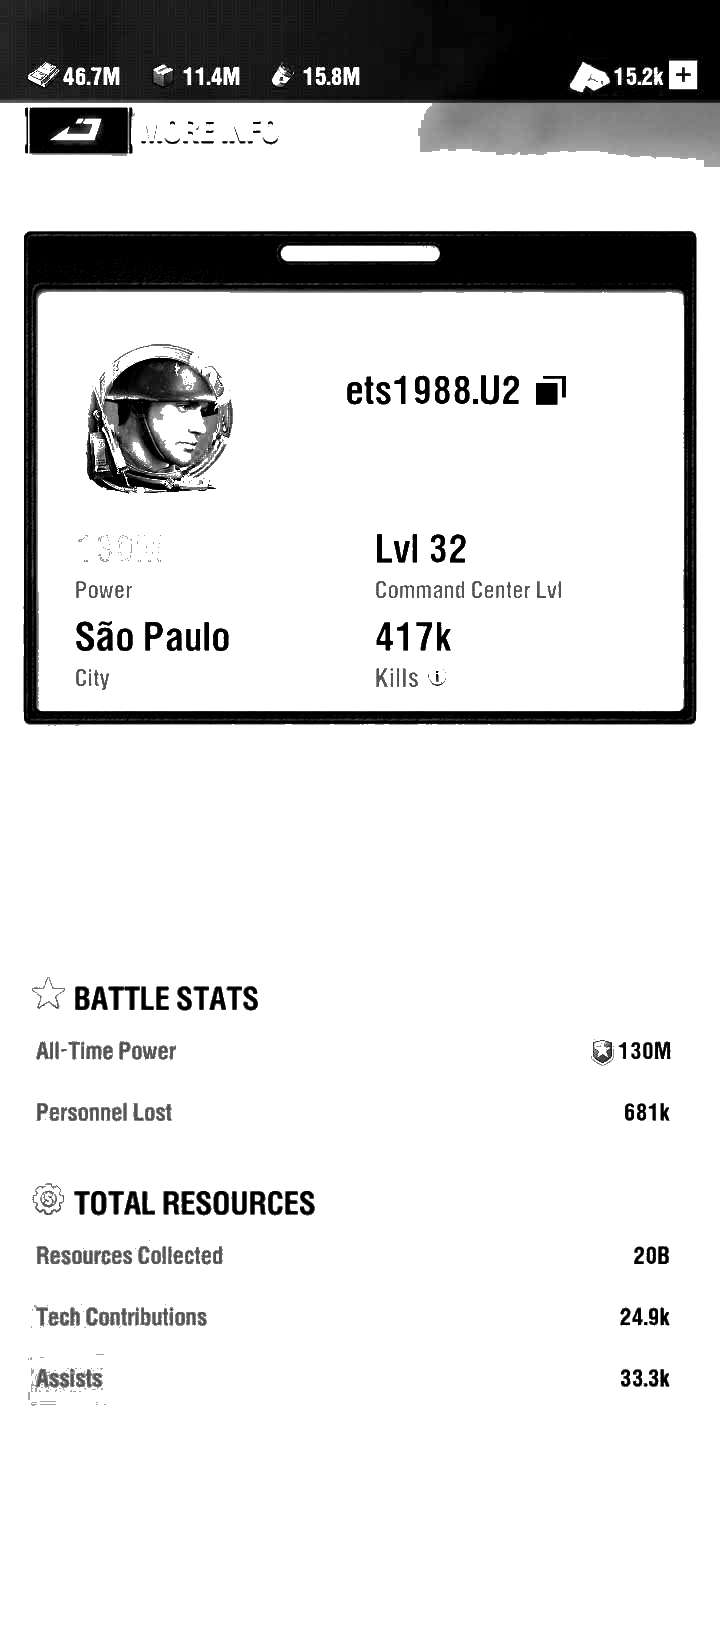 46.7M 11.4M 15.8M 15.2k +
MORE INFO
ets1988.U2
130M Lvl 32
Power Command Center Lvl
São Paulo 417k
City Kills i
BATTLE STATS
All-Time Power 130M
Personnel Lost 681k
TOTAL RESOURCES
Resources Collected 20B
Tech Contributions 24.9k
Assists 33.3k